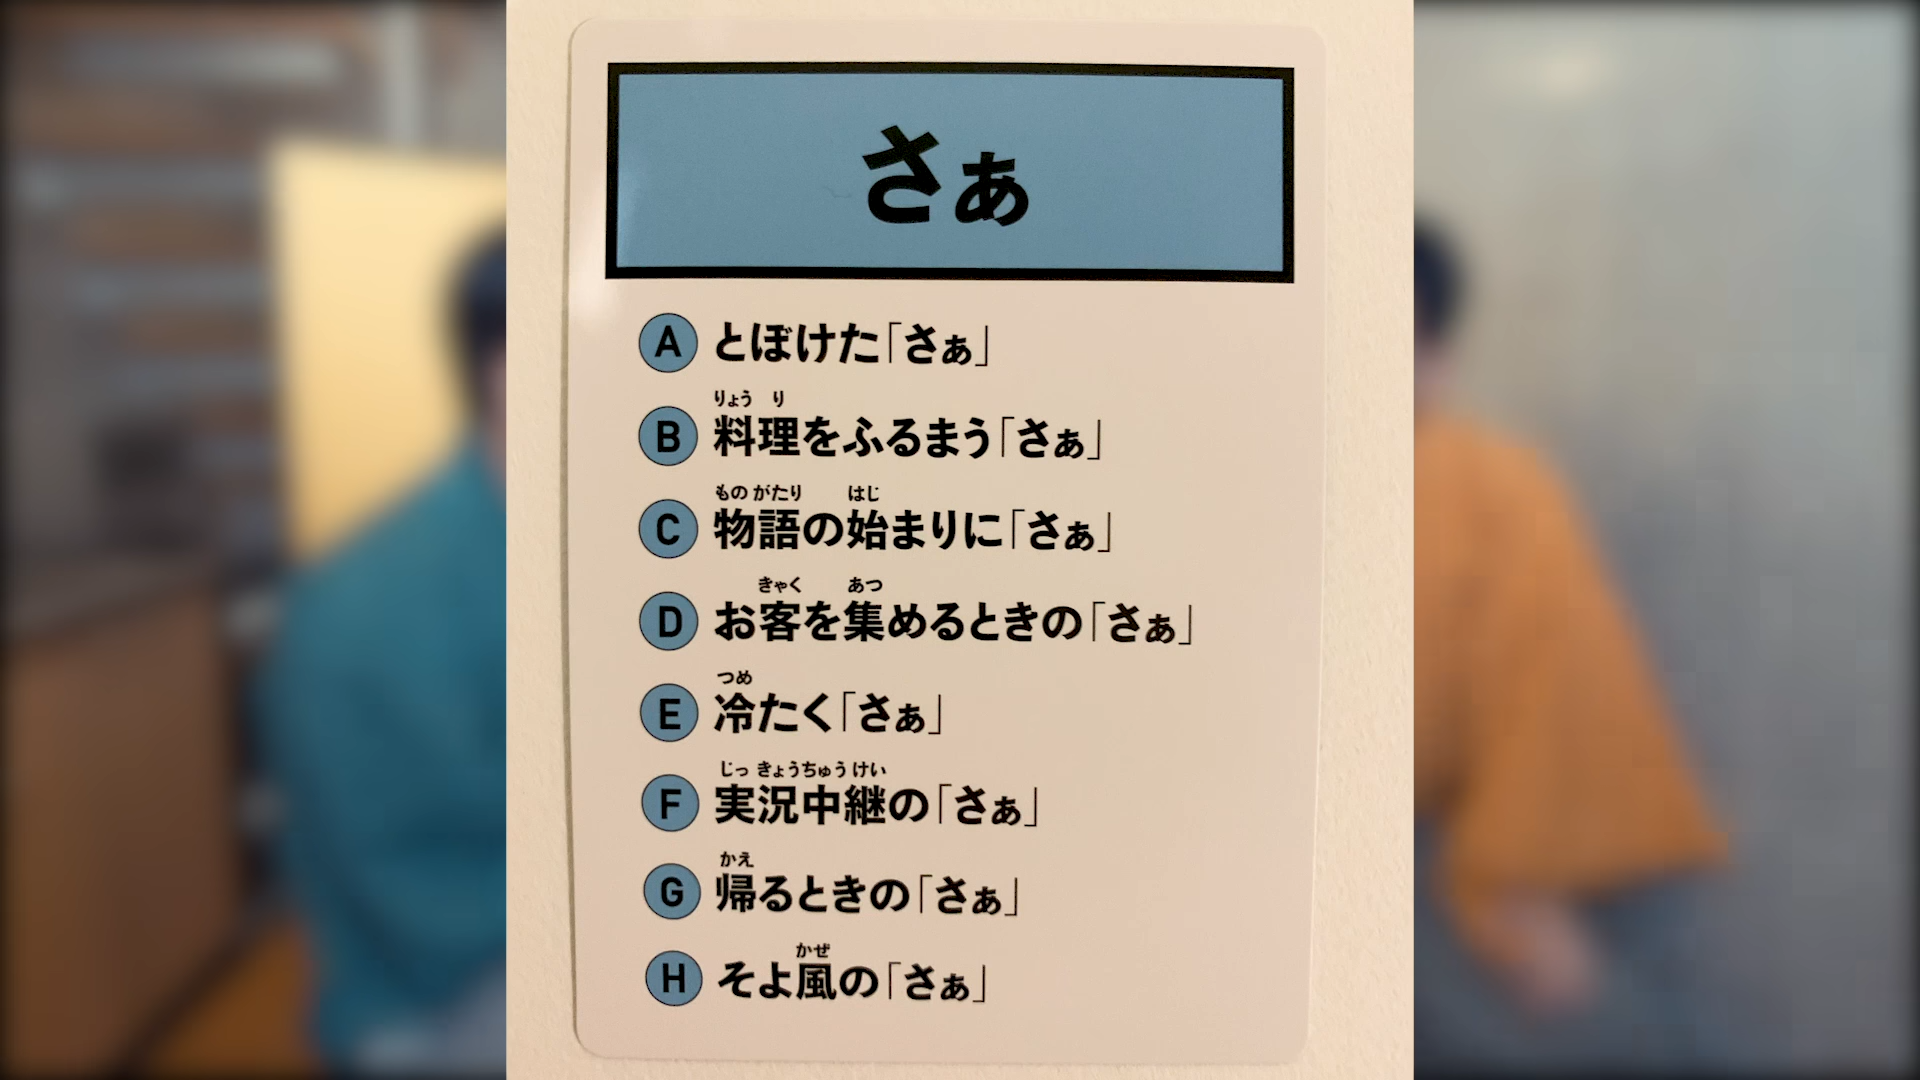 さぁ
A とぼけた「さぁ」
りょう り
B 料理をふるまう「さぁ」
もの がたり はじ
C 物語の始まりに「さぁ」
きゃく あつ
D お客を集めるときの「さぁ」
つめ
E 冷たく「さぁ」
じっ きょう ちゅう けい
F 実況中継の「さぁ」
かえ
G 帰るときの「さぁ」
かぜ
H そよ風の「さぁ」